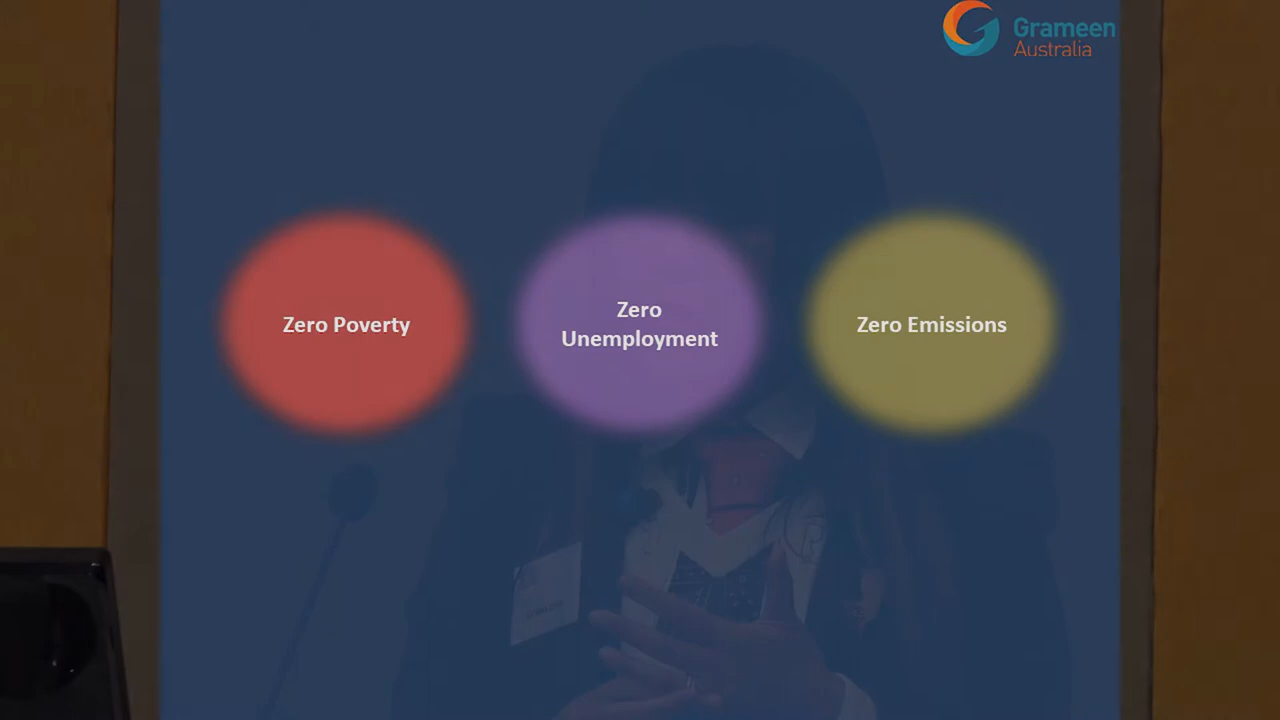 Grameen
Australia
Zero Poverty
Zero
Unemployment
Zero Emissions